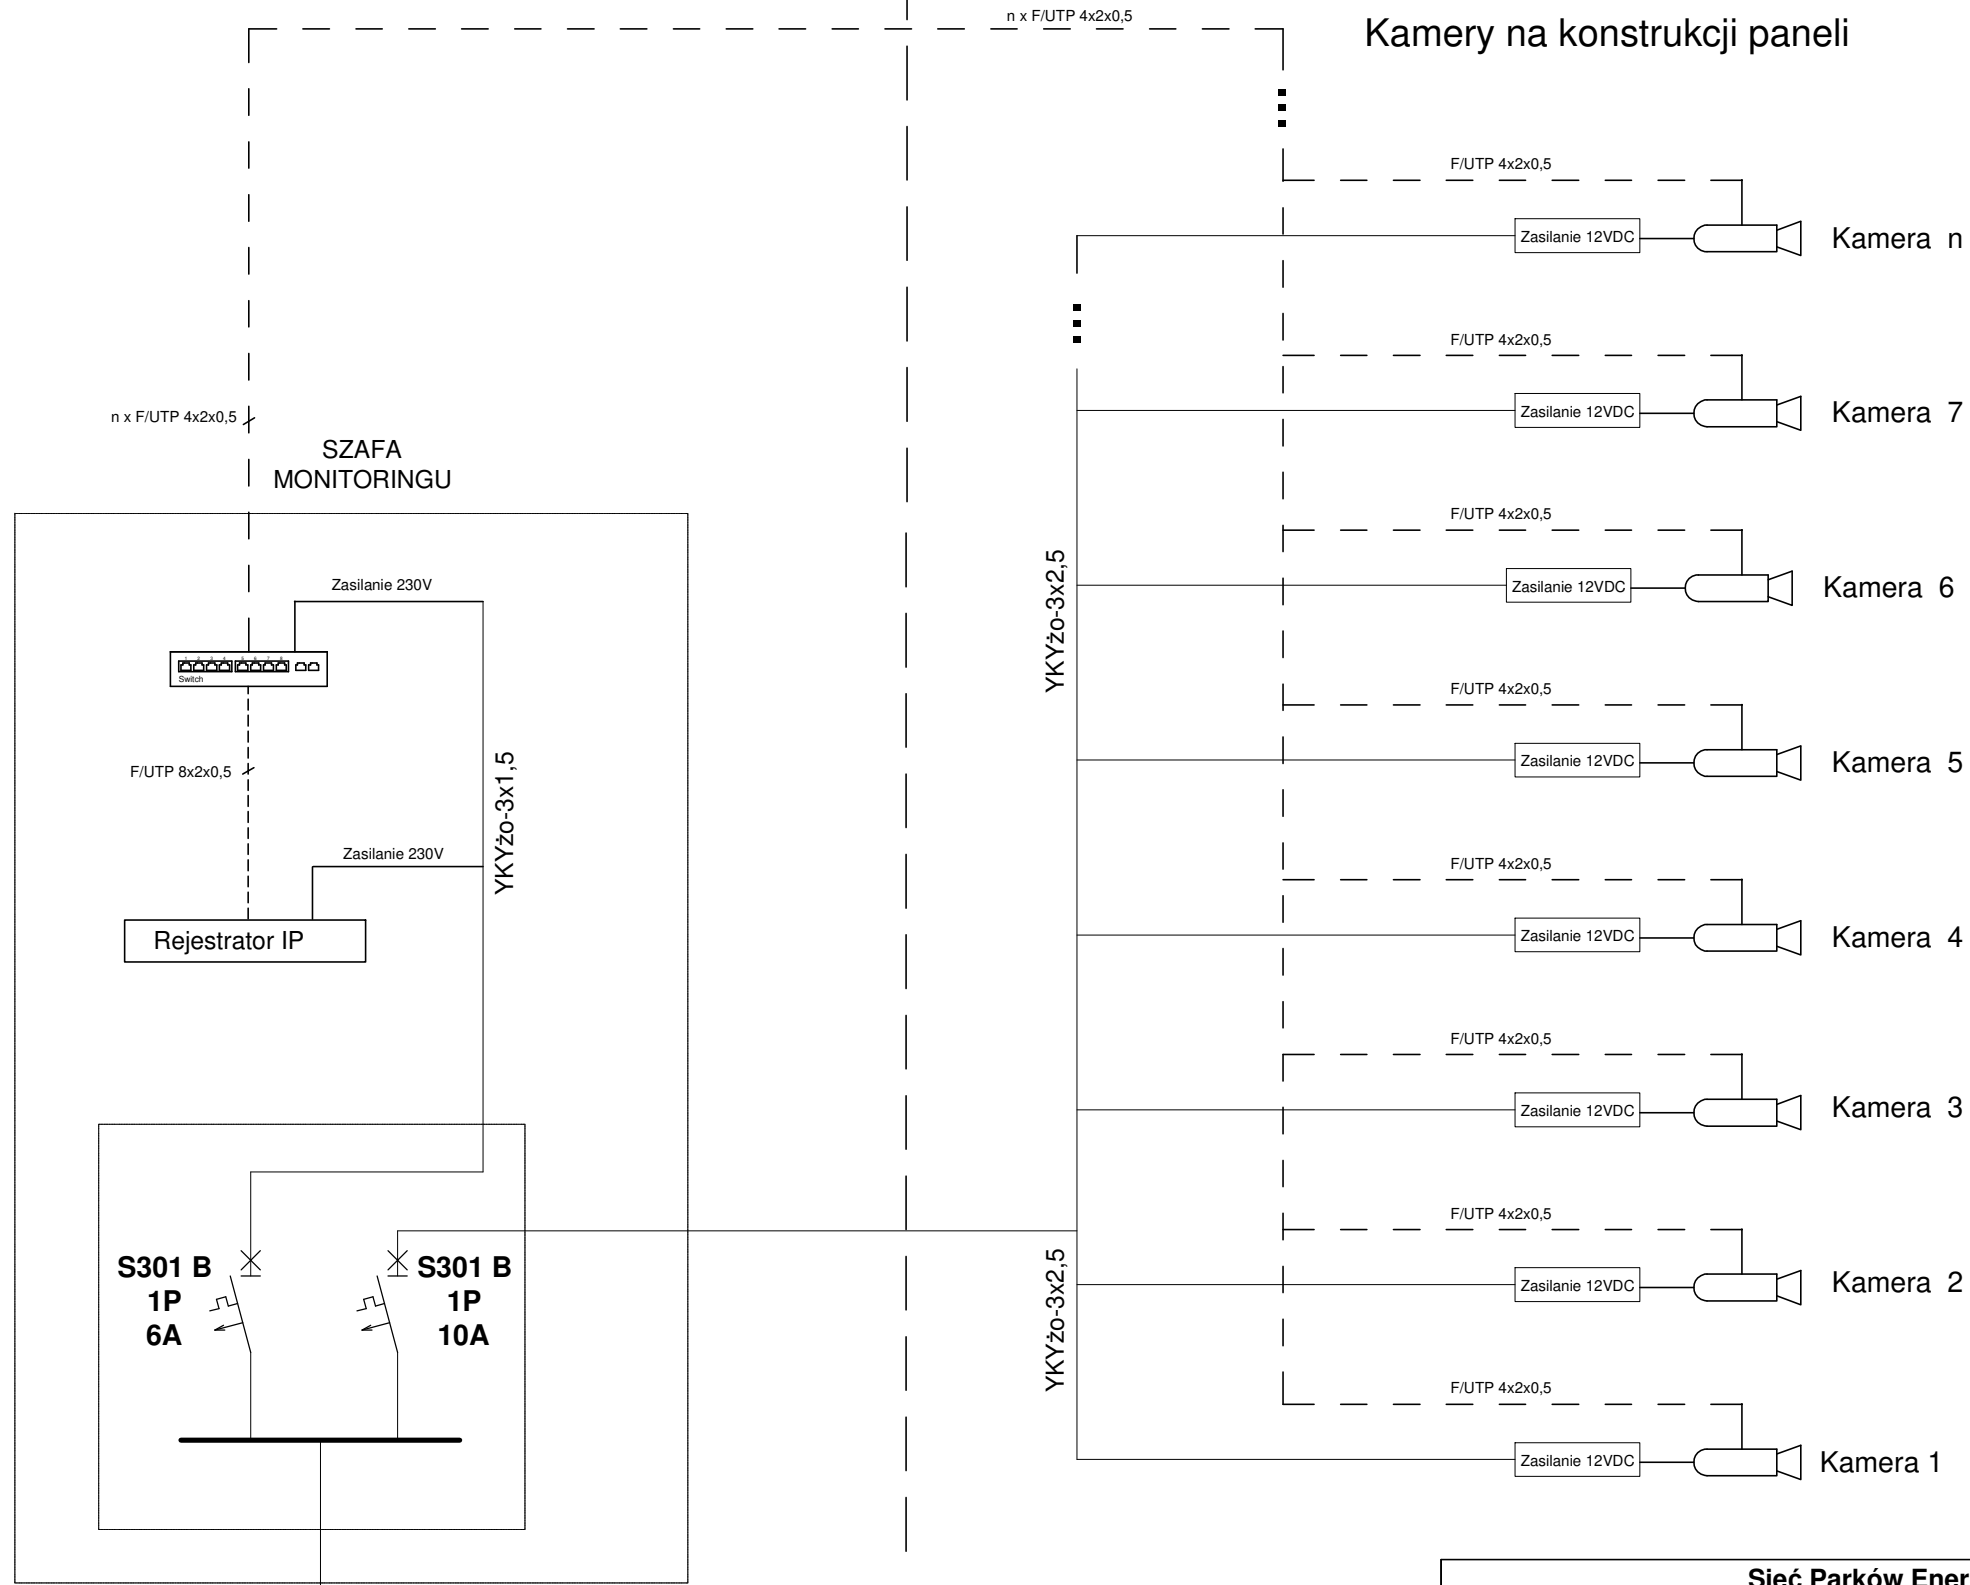 n x F/UTP 4x2x0,5
Kamery na konstrukcji paneli
F/UTP 4x2x0,5
Zasilanie 12VDC
Kamera n
F/UTP 4x2x0,5
Zasilanie 12VDC
Kamera 7
n x F/UTP 4x2x0,5
SZAFA
MONITORINGU
F/UTP 4x2x0,5
Zasilanie 12VDC
Kamera 6
YKYżo-3x2,5
Zasilanie 230V
Switch
F/UTP 4x2x0,5
Zasilanie 12VDC
Kamera 5
F/UTP 8x2x0,5
YKYżo-3x1,5
Zasilanie 230V
Rejestrator IP
F/UTP 4x2x0,5
Zasilanie 12VDC
Kamera 4
F/UTP 4x2x0,5
Zasilanie 12VDC
Kamera 3
F/UTP 4x2x0,5
Zasilanie 12VDC
Kamera 2
S301 B
1P
6A
S301 B
1P
10A
YKYżo-3x2,5
F/UTP 4x2x0,5
Zasilanie 12VDC
Kamera 1
Sieć Parków Ener